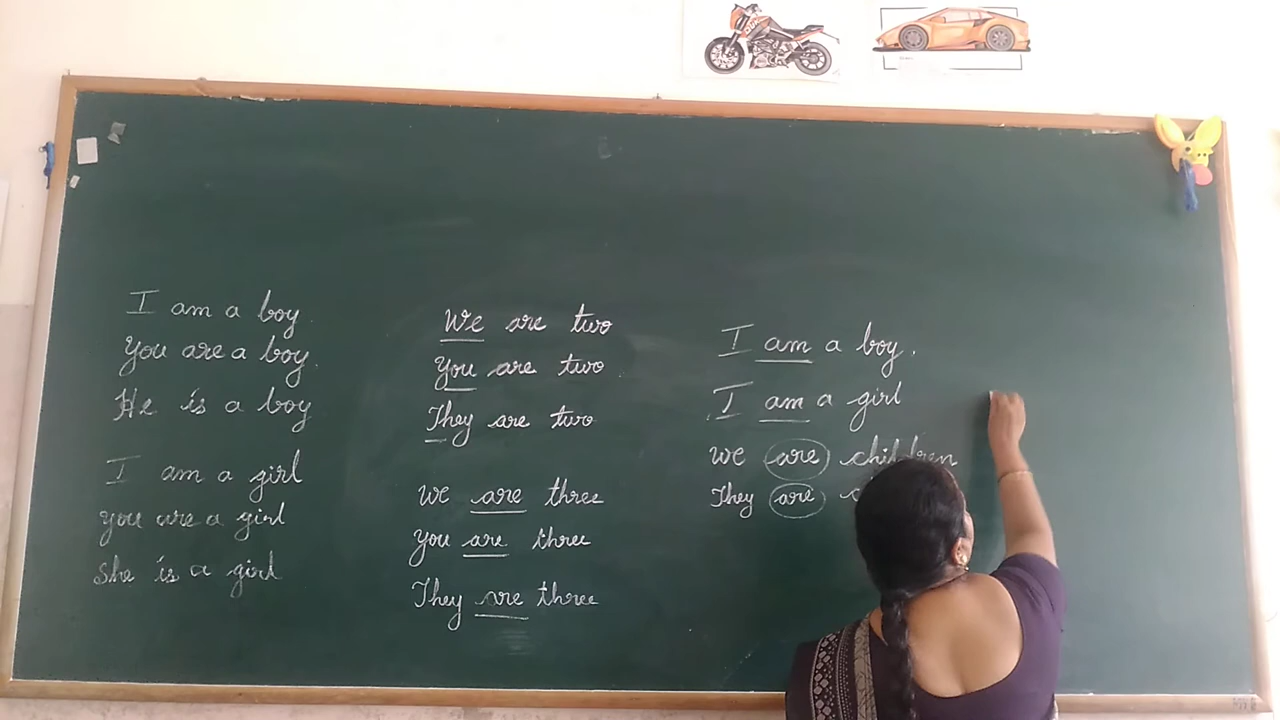 I am a boy.
You are a boy.
He is a boy
I am a girl
you are a girl
She is a girl
We are two
You are two.
They are two
We are three
you are three
They are three
I am a boy.
I am a girl
We are children
They are